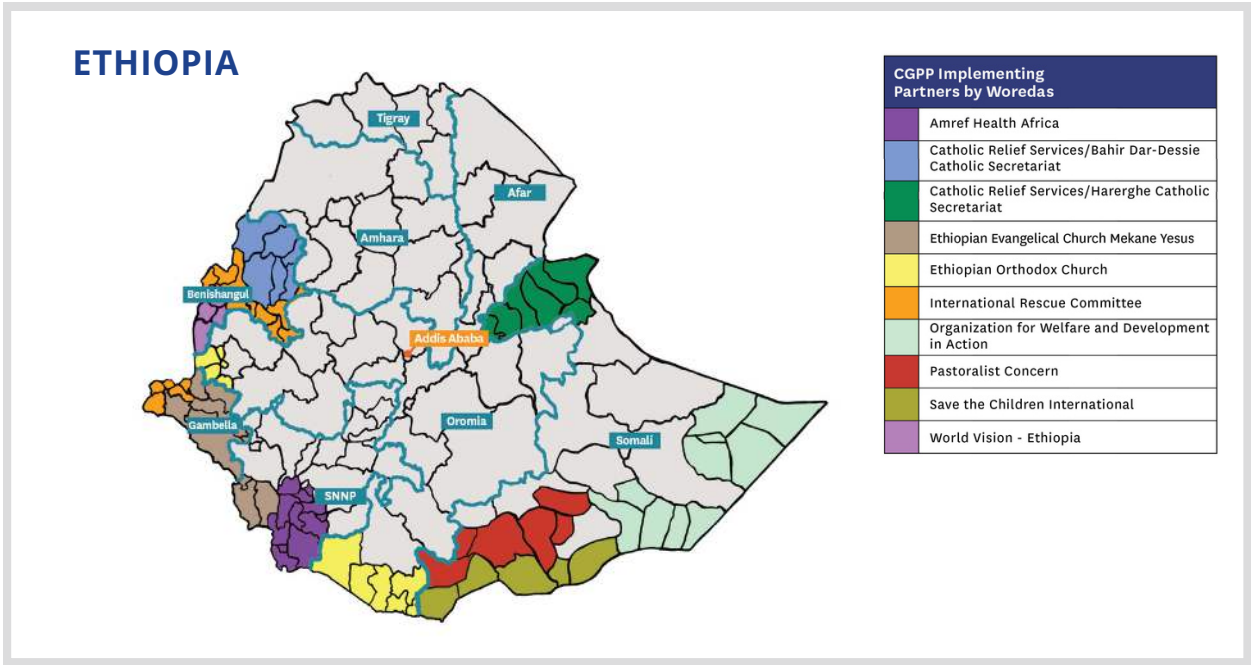 ETHIOPIA
Tigray
Afar
Amhara
Benishangul
Addis Ababa
Gambella
Oromia
Somali
SNNP
CGPP Implementing
Partners by Woredas
Amref Health Africa
Catholic Relief Services/Bahir Dar-Dessie
Catholic Secretariat
Catholic Relief Services/Harerghe Catholic
Secretariat
Ethiopian Evangelical Church Mekane Yesus
Ethiopian Orthodox Church
International Rescue Committee
Organization for Welfare and Development
in Action
Pastoralist Concern
Save the Children International
World Vision - Ethiopia